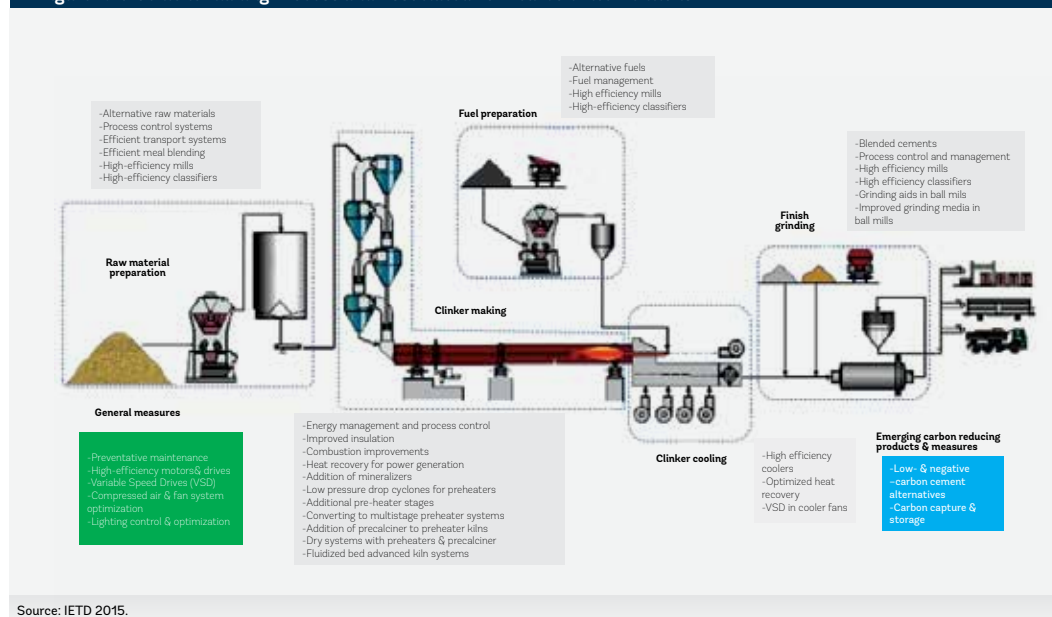 -Alternative fuels
-Fuel management
-High efficiency mills
-High-efficiency classifiers
Fuel preparation
-Alternative raw materials
-Process control systems
-Efficient transport systems
-Efficient meal blending
-High-efficiency mills
-High-efficiency classifiers
-Blended cements
-Process control and management
-High efficiency mills
-High efficiency classifiers
-Grinding aids in ball mils
-Improved grinding media in
ball mills
Finish
grinding
Raw material
preparation
Clinker making
General measures
-Preventative maintenance
-High-efficiency motors& drives
-Variable Speed Drives (VSD)
-Compressed air & fan system
optimization
-Lighting control & optimization
-Energy management and process control
-Improved insulation
-Combustion improvements
-Heat recovery for power generation
-Addition of mineralizers
-Low pressure drop cyclones for preheaters
-Additional pre-heater stages
-Converting to multistage preheater systems
-Addition of precalciner to preheater kilns
-Dry systems with preheaters & precalciner
-Fluidized bed advanced kiln systems
Clinker cooling
-High efficiency
coolers
-Optimized heat
recovery
-VSD in cooler fans
Emerging carbon reducing
products & measures
-Low- & negative
–carbon cement
alternatives
-Carbon capture &
storage
Source: IETD 2015.